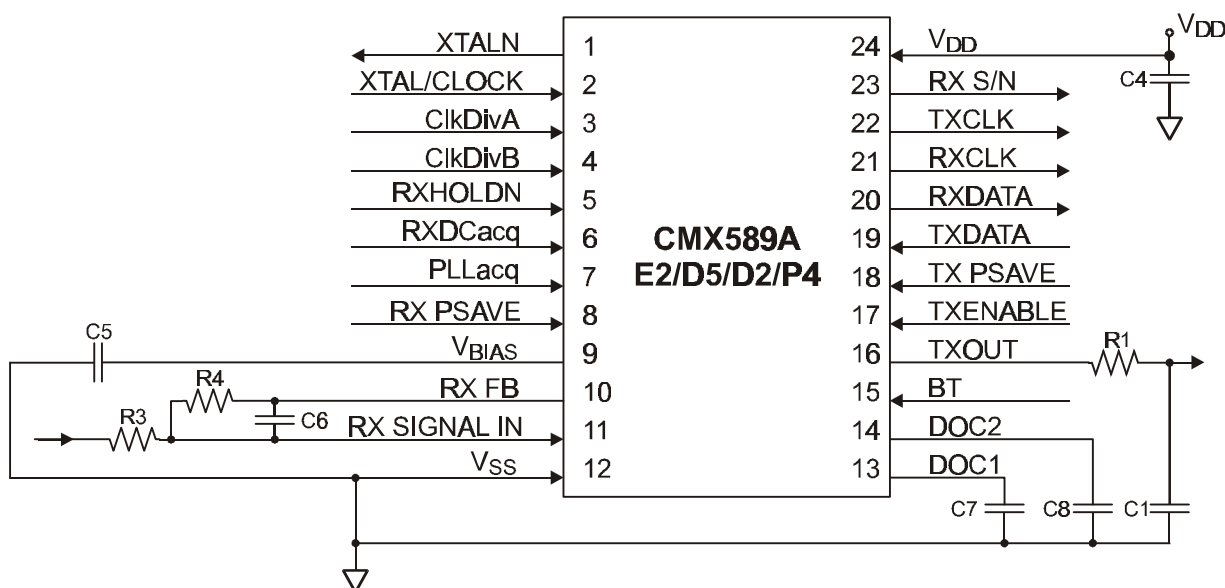 VDD
XTALN 1 24 VDD
XTAL/CLOCK 2 23 RX S/N C4
ClkDivA 3 22 TXCLK
ClkDivB 4 21 RXCLK
RXHOLDN 5 20 RXDATA
RXDCacq 6 CMX589A 19 TXDATA
PLLacq 7 E2/D5/D2/P4 18 TX PSAVE
RX PSAVE 8 17 TXENABLE
C5 VBIAS 9 16 TXOUT R1
R4 RX FB 10 15 BT
R3 C6 RX SIGNAL IN 11 14 DOC2
VSS 12 13 DOC1
C7 C8 C1